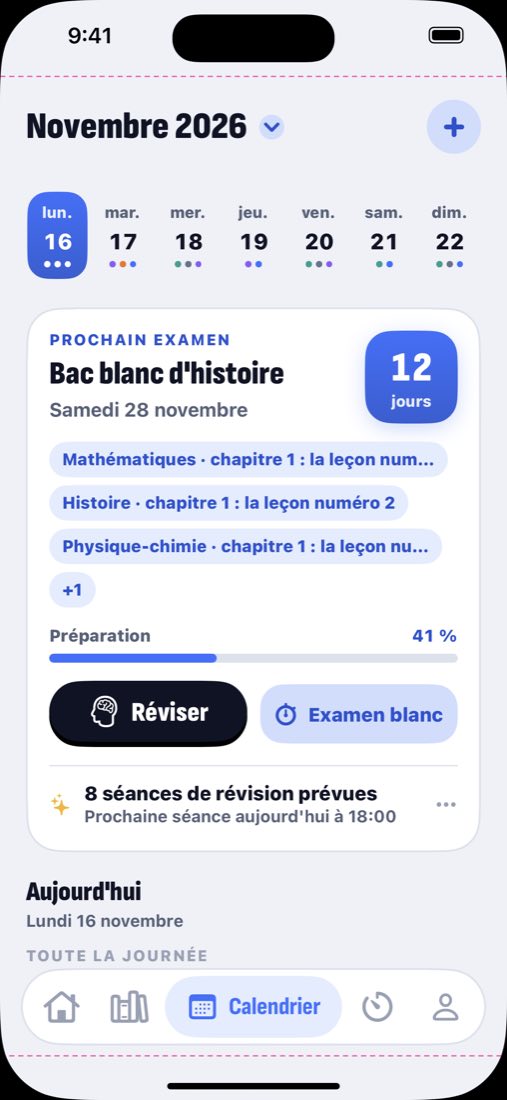 9:41
Novembre 2026
lun. mar. mer. jeu. ven. sam. dim.
16 17 18 19 20 21 22
PROCHAIN EXAMEN
Bac blanc d'histoire
Samedi 28 novembre
12
jours
Mathématiques · chapitre 1 : la leçon num...
Histoire · chapitre 1 : la leçon numéro 2
Physique-chimie · chapitre 1 : la leçon nu...
+1
Préparation 41 %
Réviser Examen blanc
8 séances de révision prévues
Prochaine séance aujourd'hui à 18:00
Aujourd'hui
Lundi 16 novembre
TOUTE LA JOURNÉE
Calendrier